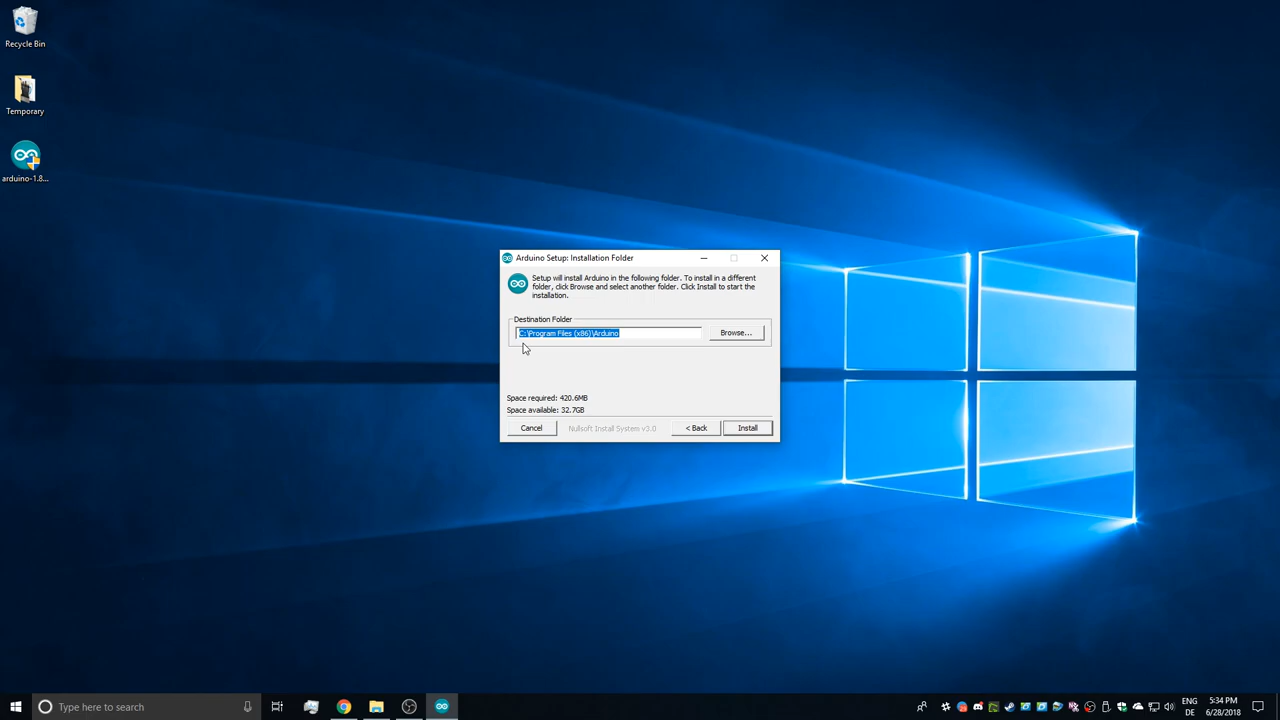 Recycle Bin
Temporary
arduino-1.8...
Arduino Setup: Installation Folder
Setup will install Arduino in the following folder. To install in a different
folder, click Browse and select another folder. Click Install to start the
installation.
Destination Folder
C:\Program Files (x86)\Arduino
Browse...
Space required: 420.6MB
Space available: 32.7GB
Cancel
Nullsoft Install System v3.0
< Back
Install
Type here to search
ENG
DE
5:34 PM
6/28/2018